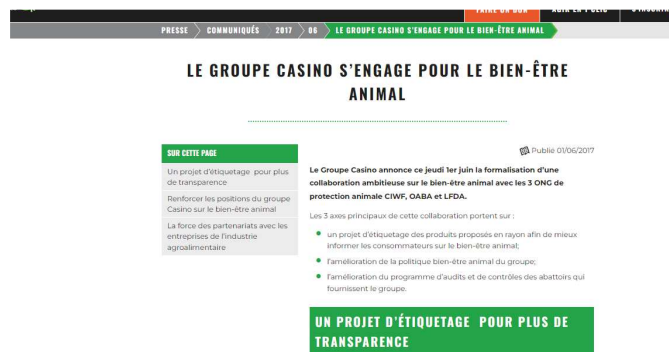 FAIRE UN DON
PRESSE
COMMUNIQUÉS
2017
06
LE GROUPE CASINO S'ENGAGE POUR LE BIEN-ÊTRE ANIMAL
LE GROUPE CASINO S'ENGAGE POUR LE BIEN-ÊTRE
ANIMAL
Publié 01/06/2017
SUR CETTE PAGE
Un projet d'étiquetage pour plus
de transparence
Renforcer les positions du groupe
Casino sur le bien-être animal
La force des partenariats avec les
entreprises de l'industrie
agroalimentaire
Le Groupe Casino annonce ce jeudi 1er juin la formalisation d'une
collaboration ambitieuse sur le bien-être animal avec les 3 ONG de
protection animale CIWF, OABA et LFDA.
Les 3 axes principaux de cette collaboration portent sur :
un projet d'étiquetage des produits proposés en rayon afin de mieux
informer les consommateurs sur le bien-être animal;
l'amélioration de la politique bien-être animal du groupe;
l'amélioration du programme d'audits et de contrôles des abattoirs qui
fournissent le groupe.
UN PROJET D'ÉTIQUETAGE POUR PLUS DE
TRANSPARENCE